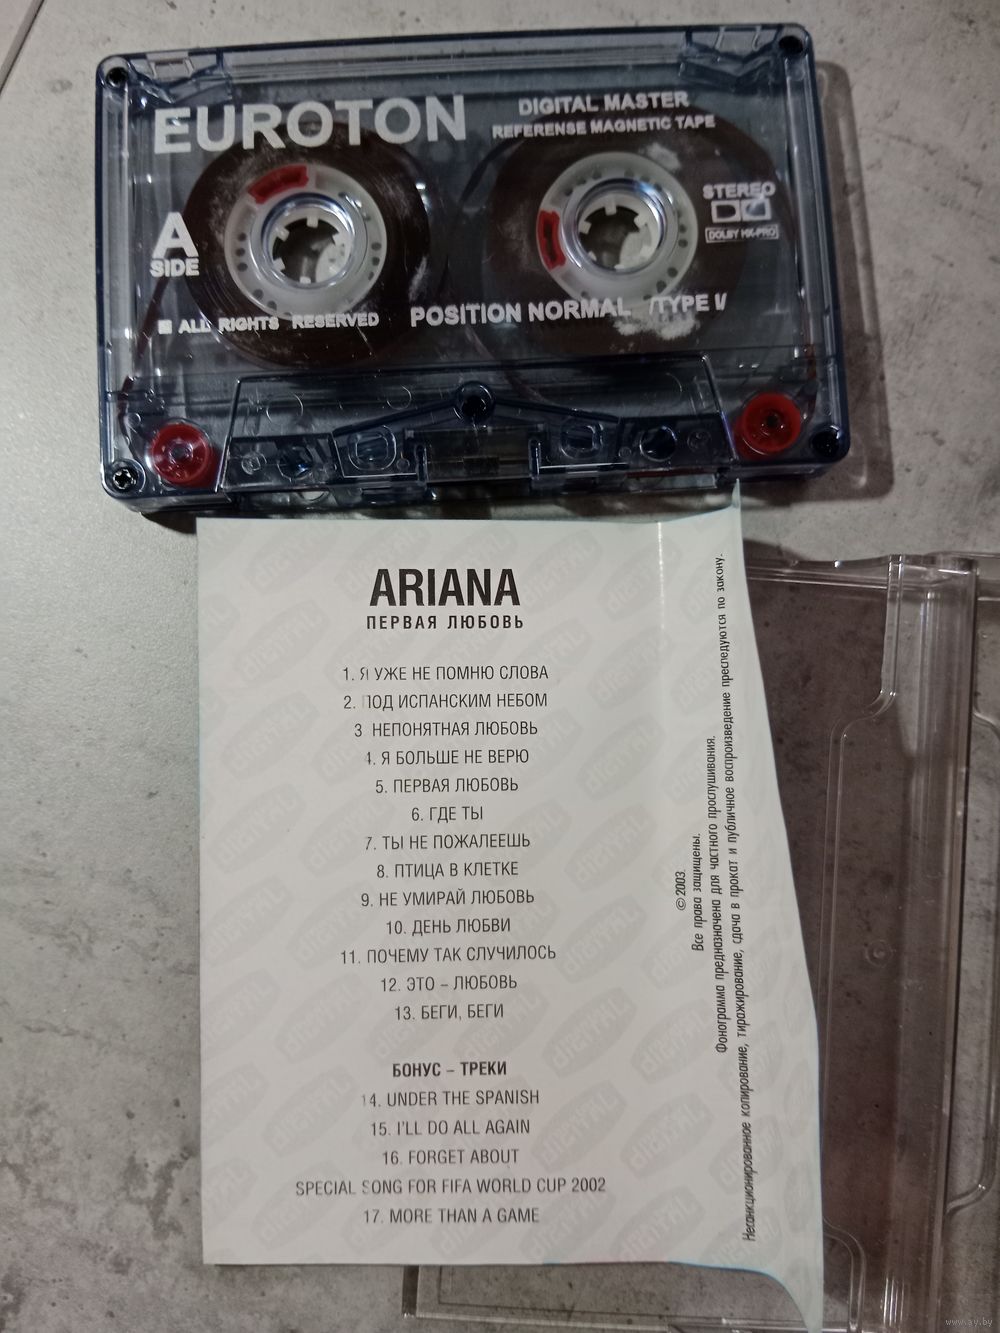 EUROTON
DIGITAL MASTER
REFERENSE MAGNETIC TAPE
STEREO
DOLBY HX-PRO
A
SIDE
ALL RIGHTS RESERVED
POSITION NORMAL /TYPE I/
ARIANA
ПЕРВАЯ ЛЮБОВЬ
1. Я УЖЕ НЕ ПОМНЮ СЛОВА
2. ПОД ИСПАНСКИМ НЕБОМ
3 НЕПОНЯТНАЯ ЛЮБОВЬ
4. Я БОЛЬШЕ НЕ ВЕРЮ
5. ПЕРВАЯ ЛЮБОВЬ
6. ГДЕ ТЫ
7. ТЫ НЕ ПОЖАЛЕЕШЬ
8. ПТИЦА В КЛЕТКЕ
9. НЕ УМИРАЙ ЛЮБОВЬ
10. ДЕНЬ ЛЮБВИ
11. ПОЧЕМУ ТАК СЛУЧИЛОСЬ
12. ЭТО – ЛЮБОВЬ
13. БЕГИ, БЕГИ
БОНУС – ТРЕКИ
14. UNDER THE SPANISH
15. I'LL DO ALL AGAIN
16. FORGET ABOUT
SPECIAL SONG FOR FIFA WORLD CUP 2002
17. MORE THAN A GAME
©2003.
Все права защищены.
Фонограмма предназначена для частного прослушивания.
Несанкционированное копирование, тиражирование, сдача в прокат и публичное воспроизведение преследуются по закону.
DIGITAL
www.ay.by